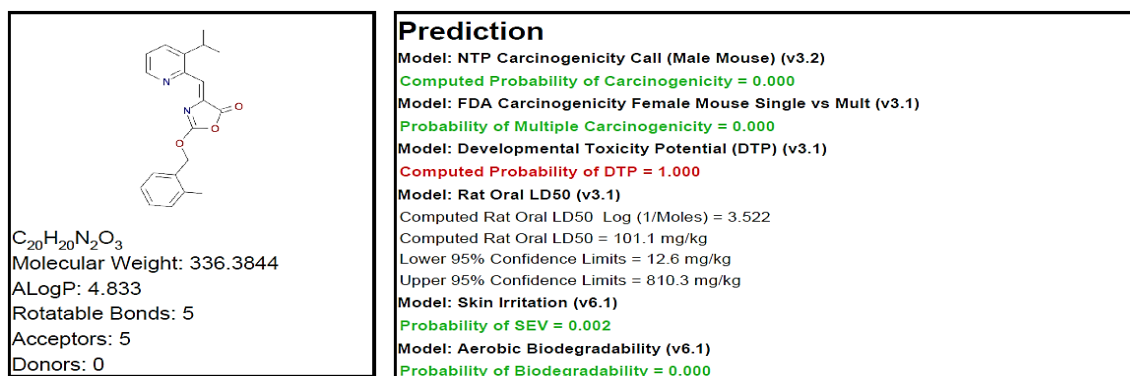 N
N
O
O
O
C₂₀H₂₀N₂O₃
Molecular Weight: 336.3844
ALogP: 4.833
Rotatable Bonds: 5
Acceptors: 5
Donors: 0
Prediction
Model: NTP Carcinogenicity Call (Male Mouse) (v3.2)
Computed Probability of Carcinogenicity = 0.000
Model: FDA Carcinogenicity Female Mouse Single vs Mult (v3.1)
Probability of Multiple Carcinogenicity = 0.000
Model: Developmental Toxicity Potential (DTP) (v3.1)
Computed Probability of DTP = 1.000
Model: Rat Oral LD50 (v3.1)
Computed Rat Oral LD50 Log (1/Moles) = 3.522
Computed Rat Oral LD50 = 101.1 mg/kg
Lower 95% Confidence Limits = 12.6 mg/kg
Upper 95% Confidence Limits = 810.3 mg/kg
Model: Skin Irritation (v6.1)
Probability of SEV = 0.002
Model: Aerobic Biodegradability (v6.1)
Probability of Biodegradability = 0.000